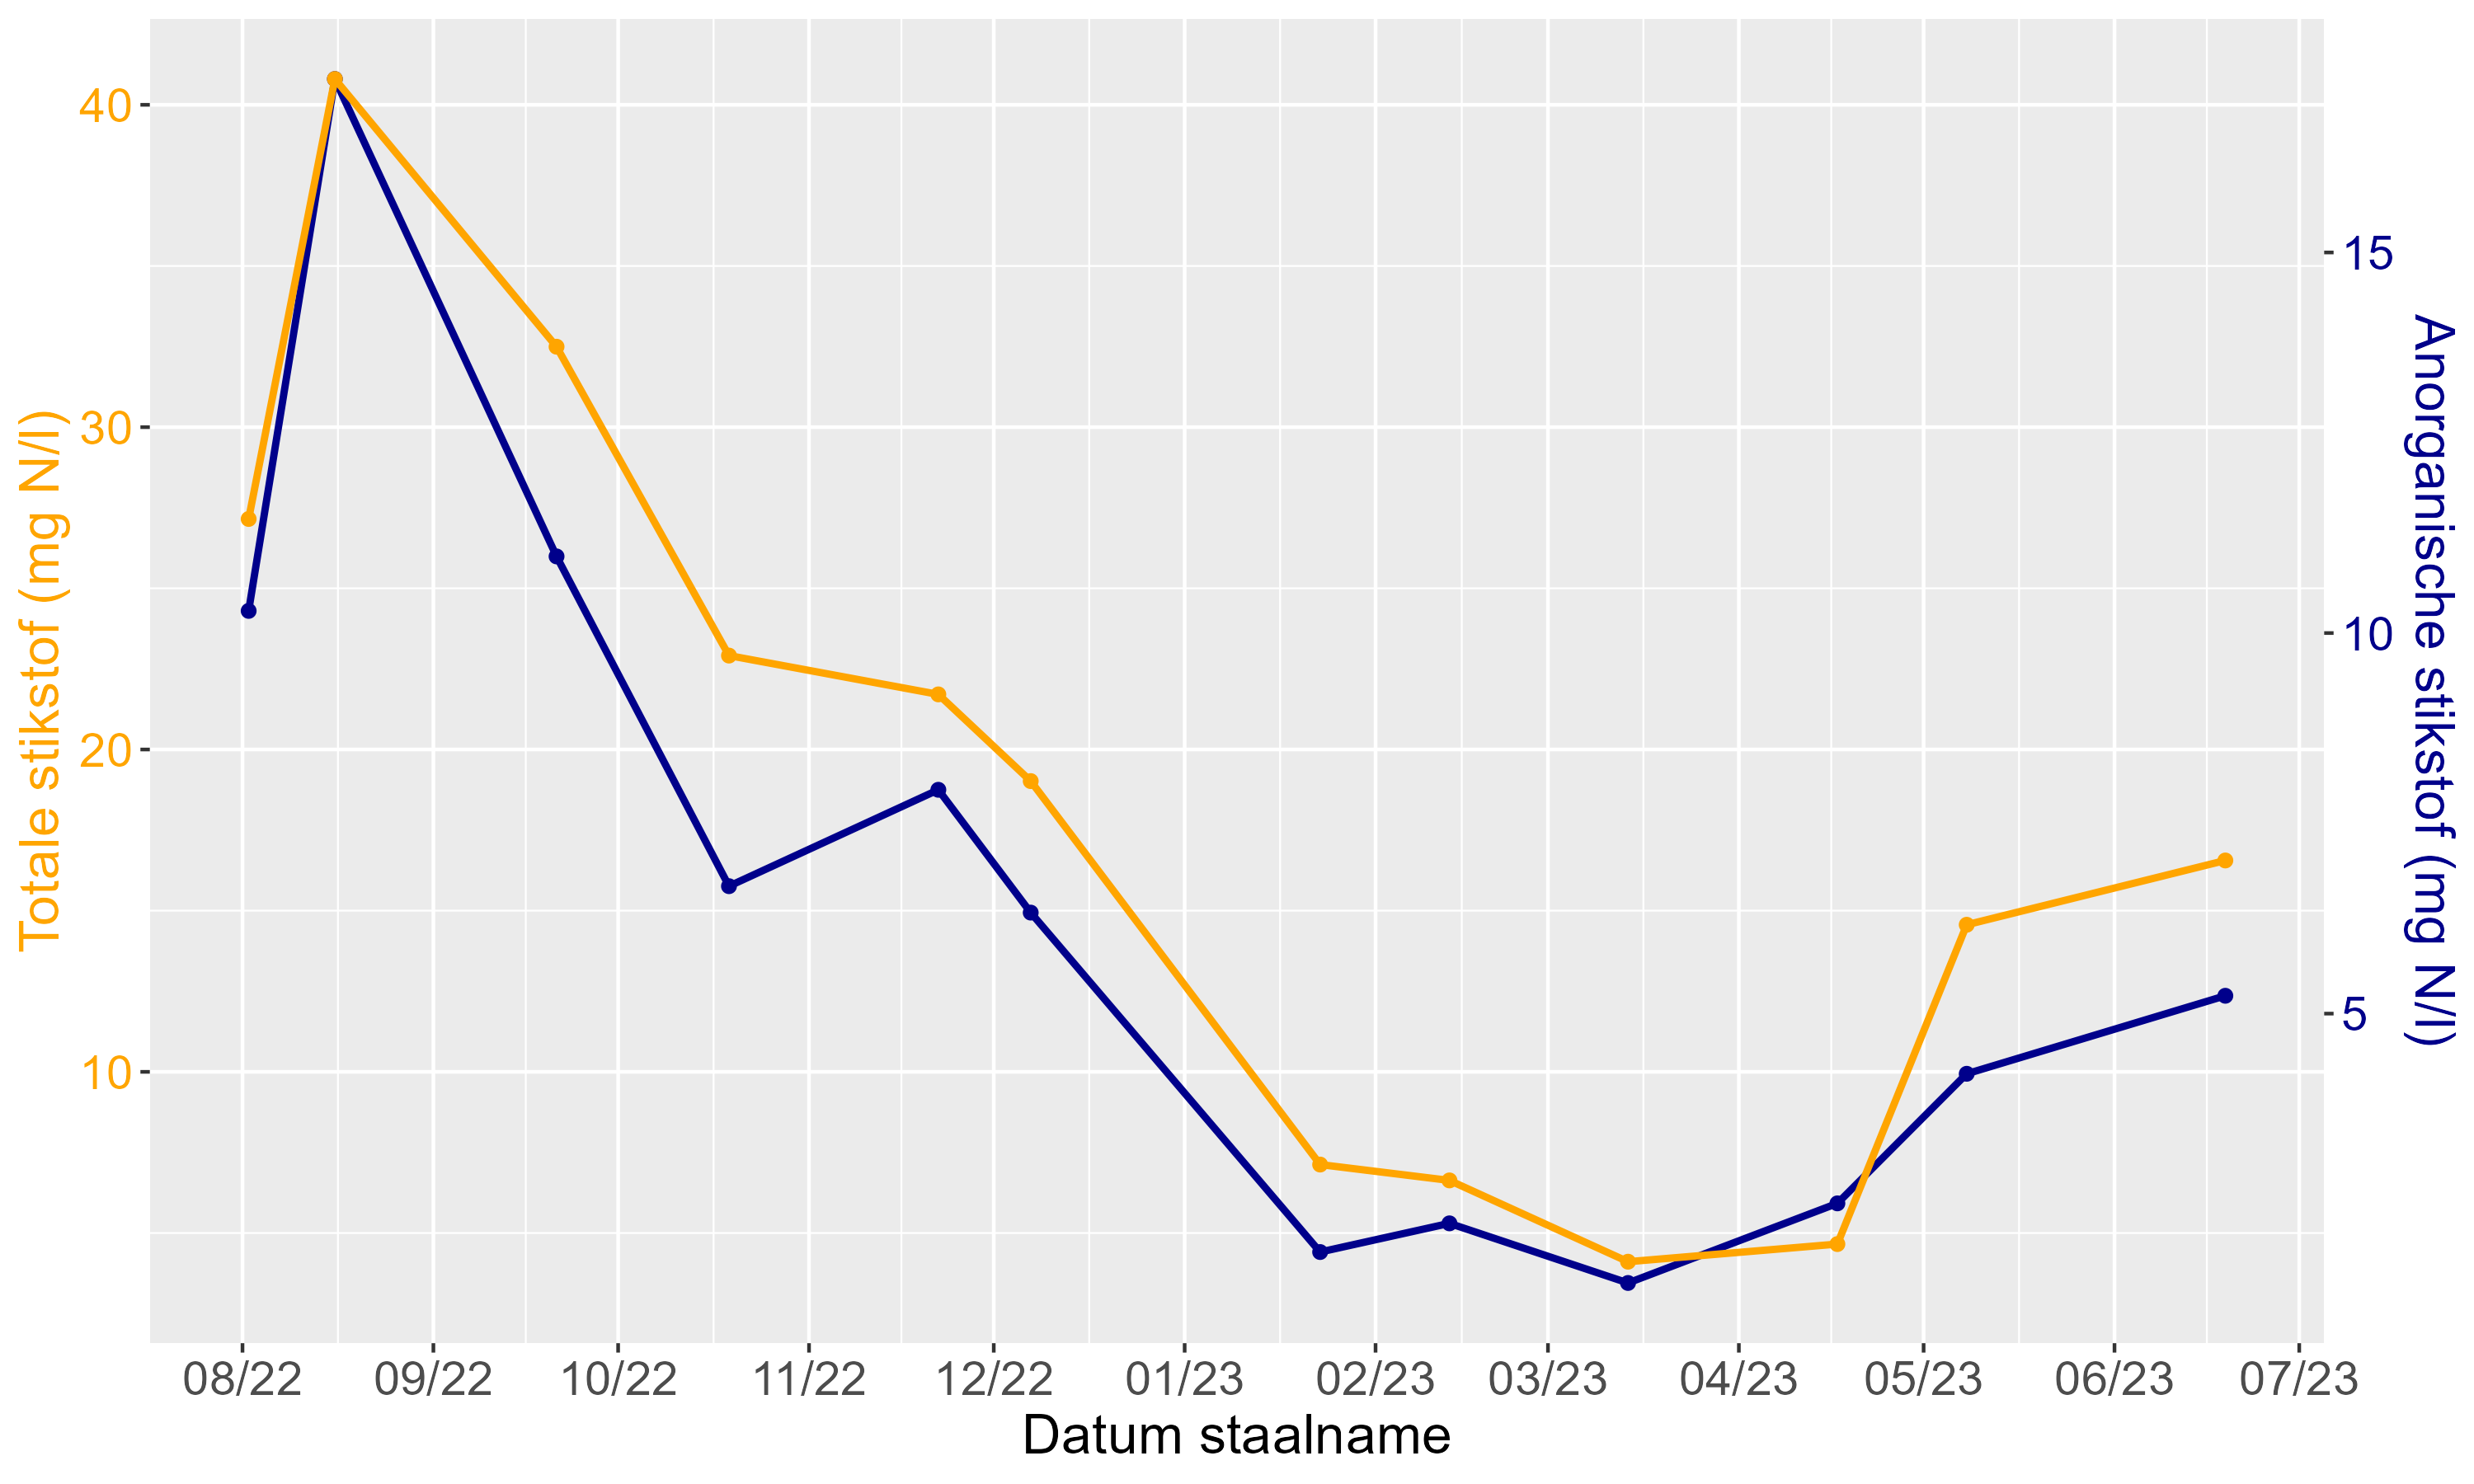 Totale stikstof (mg N/l)
40
30
20
10
15
10
5
Anorganische stikstof (mg N/l)
08/22 09/22 10/22 11/22 12/22 01/23 02/23 03/23 04/23 05/23 06/23 07/23
Datum staalname